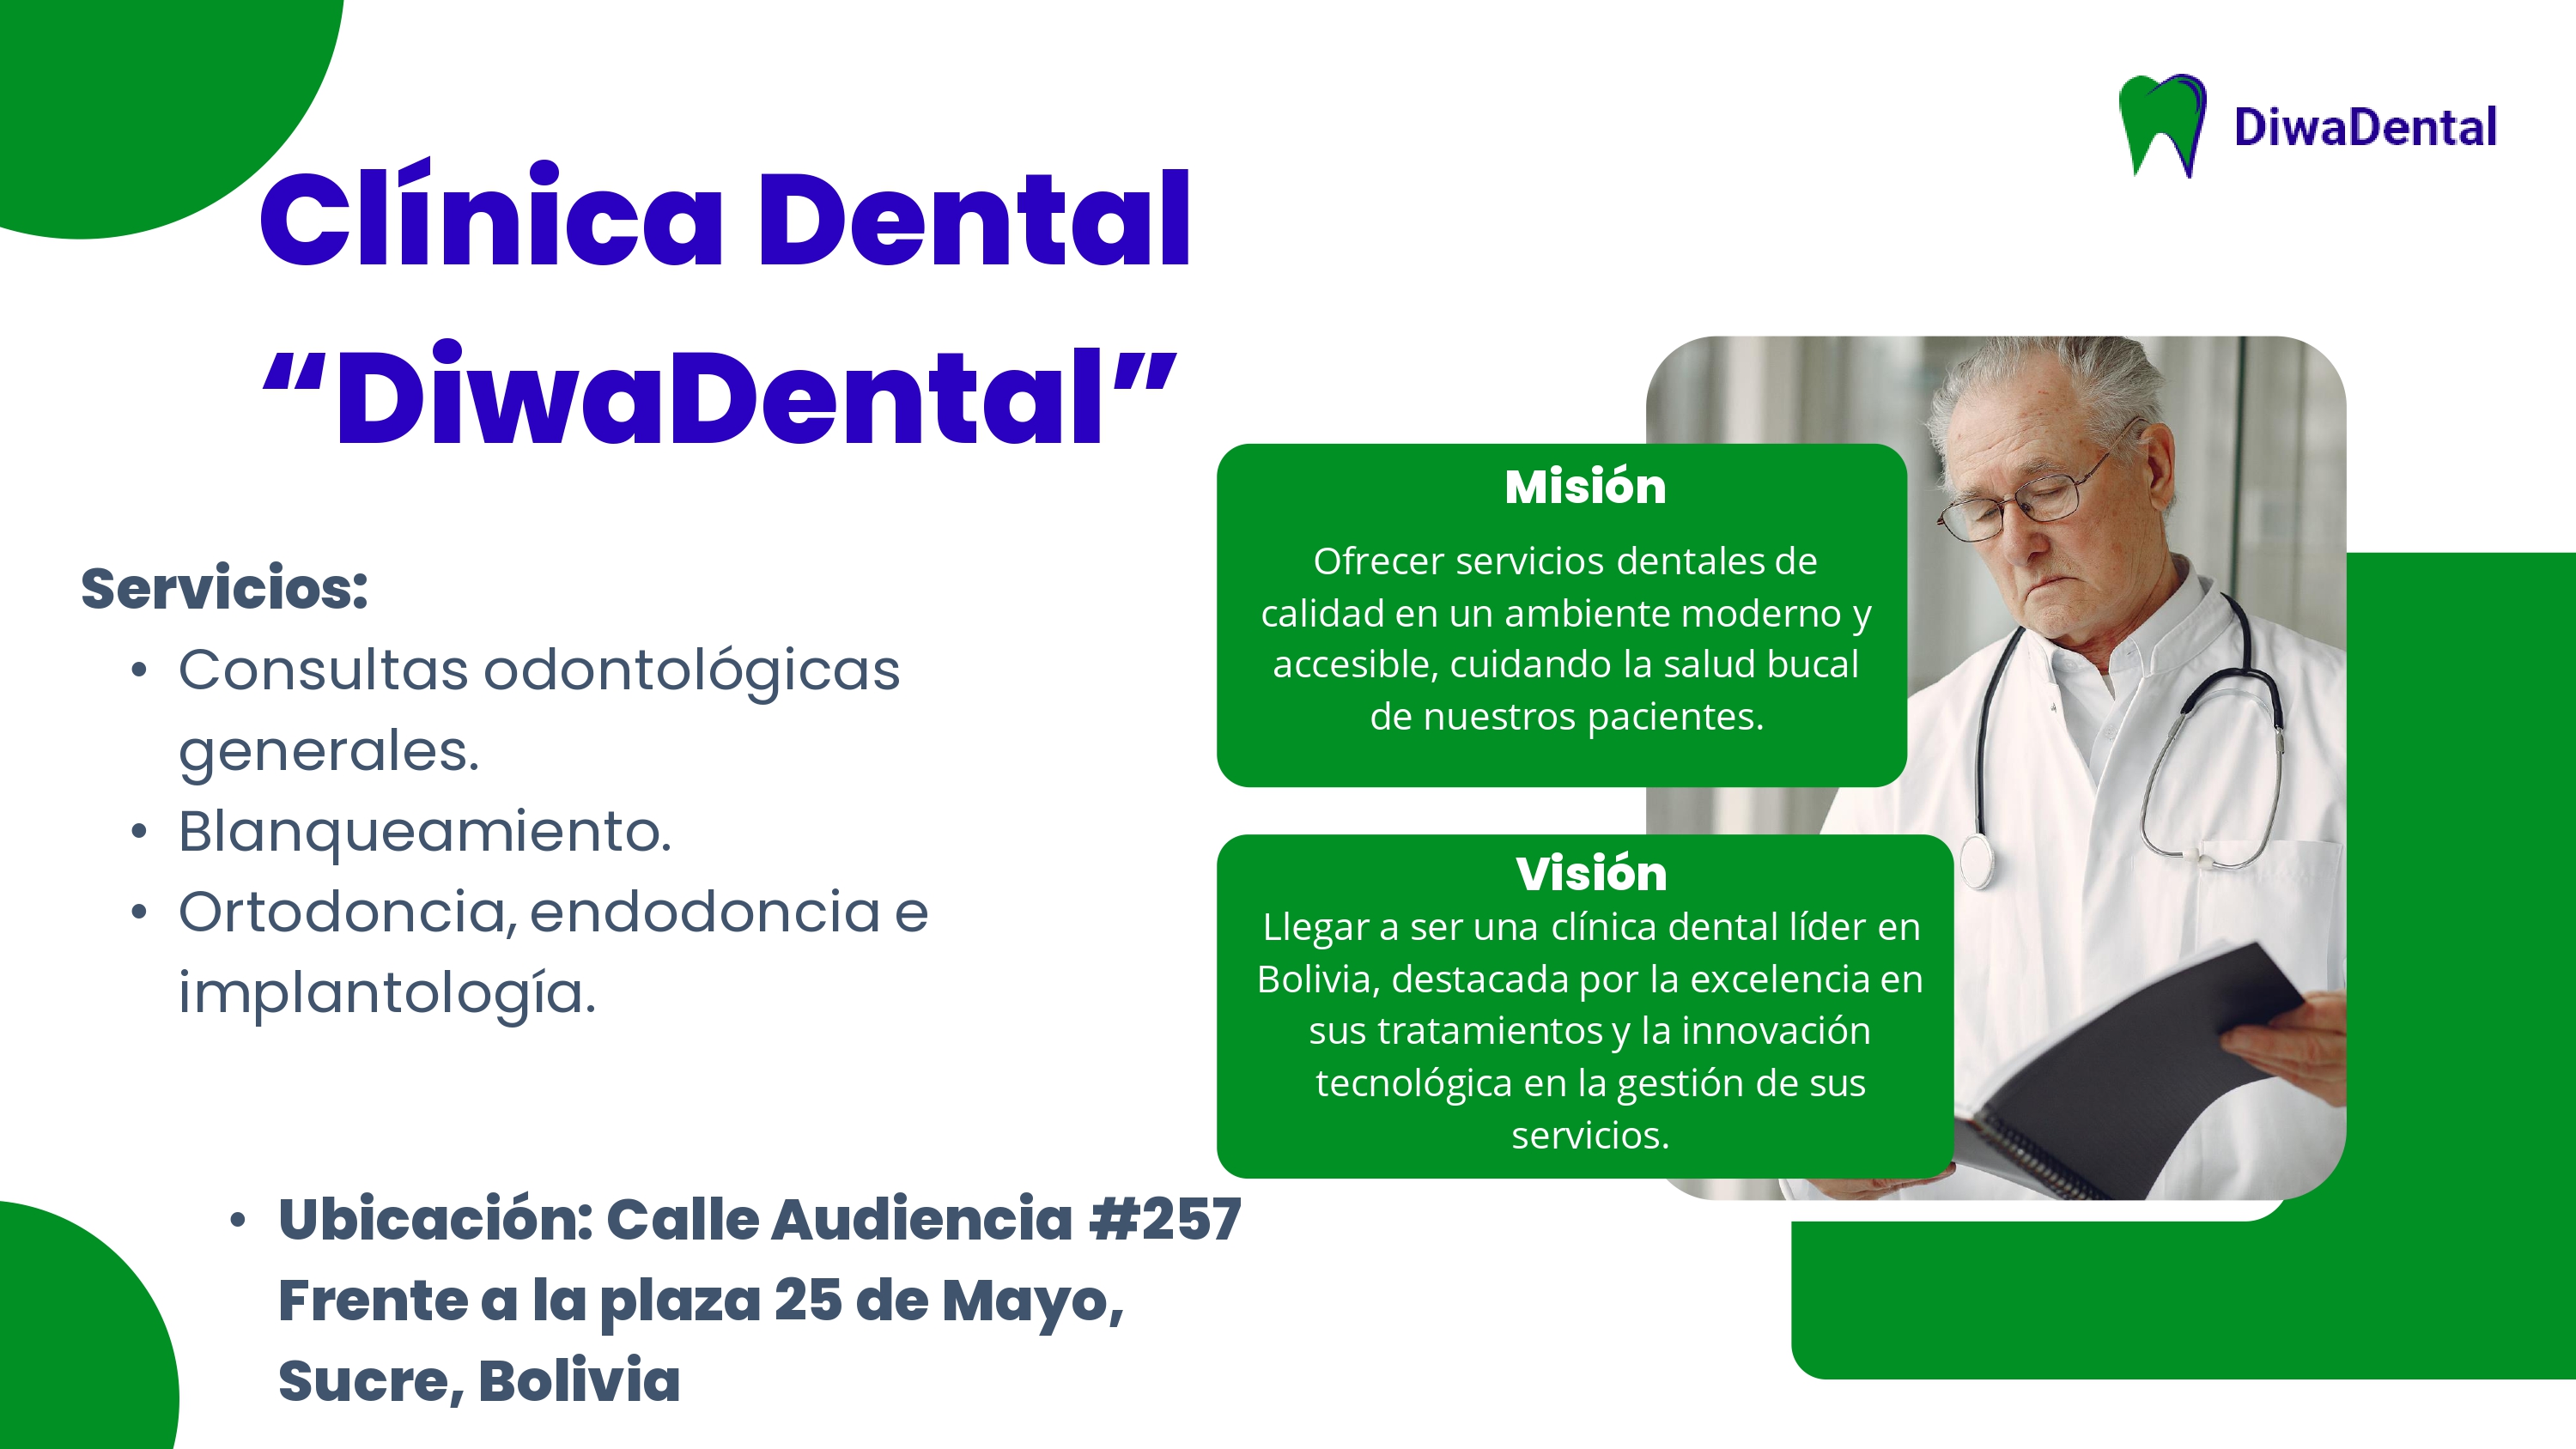 DiwaDental
Clínica Dental
“DiwaDental”
Servicios:
• Consultas odontológicas
generales.
• Blanqueamiento.
• Ortodoncia, endodoncia e
implantología.
• Ubicación: Calle Audiencia #257
Frente a la plaza 25 de Mayo,
Sucre, Bolivia
Misión
Ofrecer servicios dentales de
calidad en un ambiente moderno y
accesible, cuidando la salud bucal
de nuestros pacientes.
Visión
Llegar a ser una clínica dental líder en
Bolivia, destacada por la excelencia en
sus tratamientos y la innovación
tecnológica en la gestión de sus
servicios.